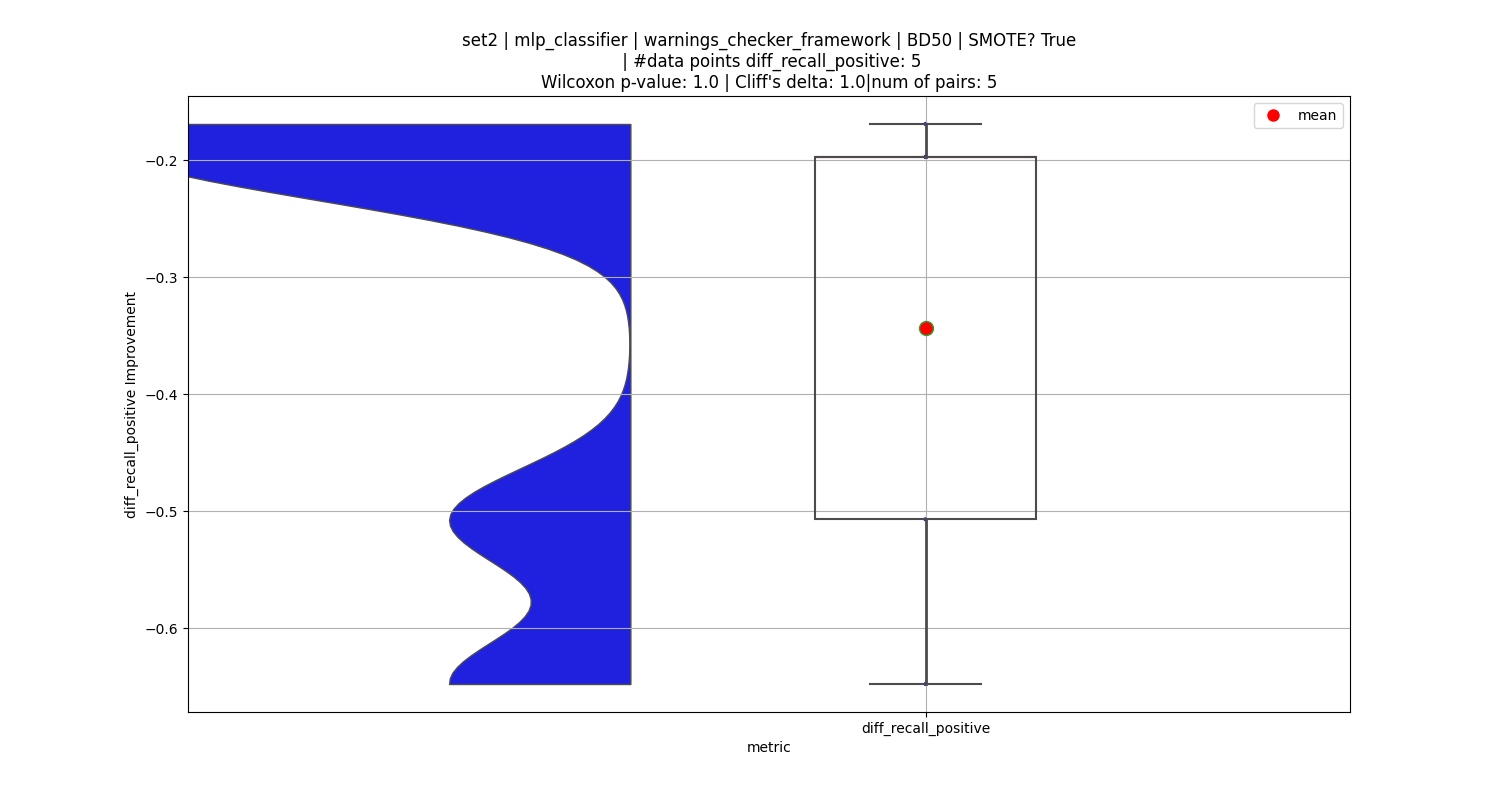 set2 | mlp_classifier | warnings_checker_framework | BD50 | SMOTE? True
| #data points diff_recall_positive: 5
Wilcoxon p-value: 1.0 | Cliff's delta: 1.0|num of pairs: 5
mean
−0.2
−0.3
−0.4
−0.5
−0.6
diff_recall_positive Improvement
diff_recall_positive
metric